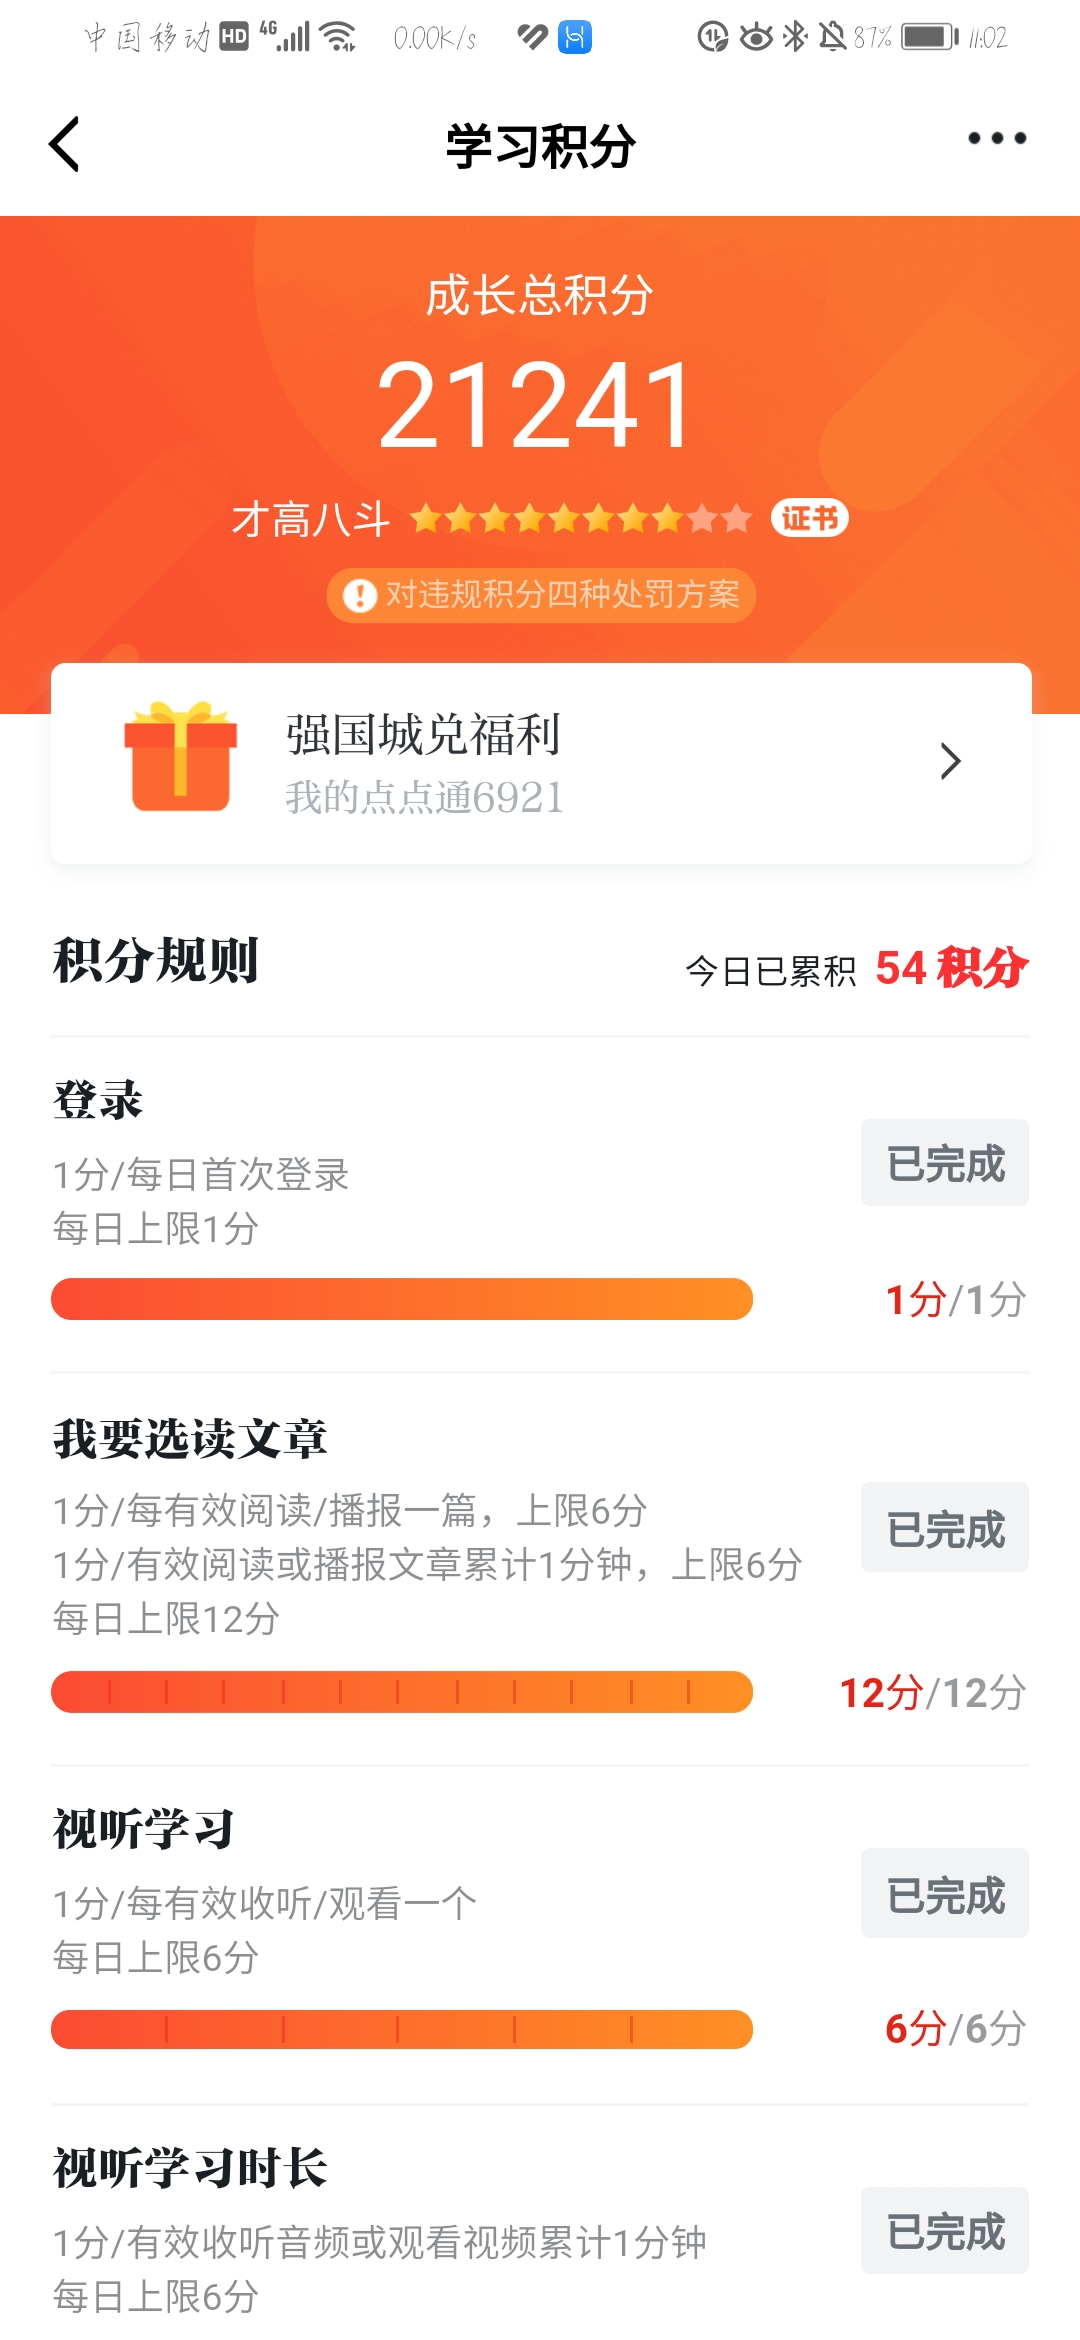 中国移动 HD 4G 0.00K/s 87% 11:02
学习积分
成长总积分
21241
才高八斗 证书
对违规积分四种处罚方案
强国城兑福利
我的点点通6921
积分规则 今日已累积 54 积分
登录
已完成
1分/每日首次登录
每日上限1分
1分/1分
我要选读文章
1分/每有效阅读/播报一篇，上限6分
已完成
1分/有效阅读或播报文章累计1分钟，上限6分
每日上限12分
12分/12分
视听学习
已完成
1分/每有效收听/观看一个
每日上限6分
6分/6分
视听学习时长
已完成
1分/有效收听音频或观看视频累计1分钟
每日上限6分